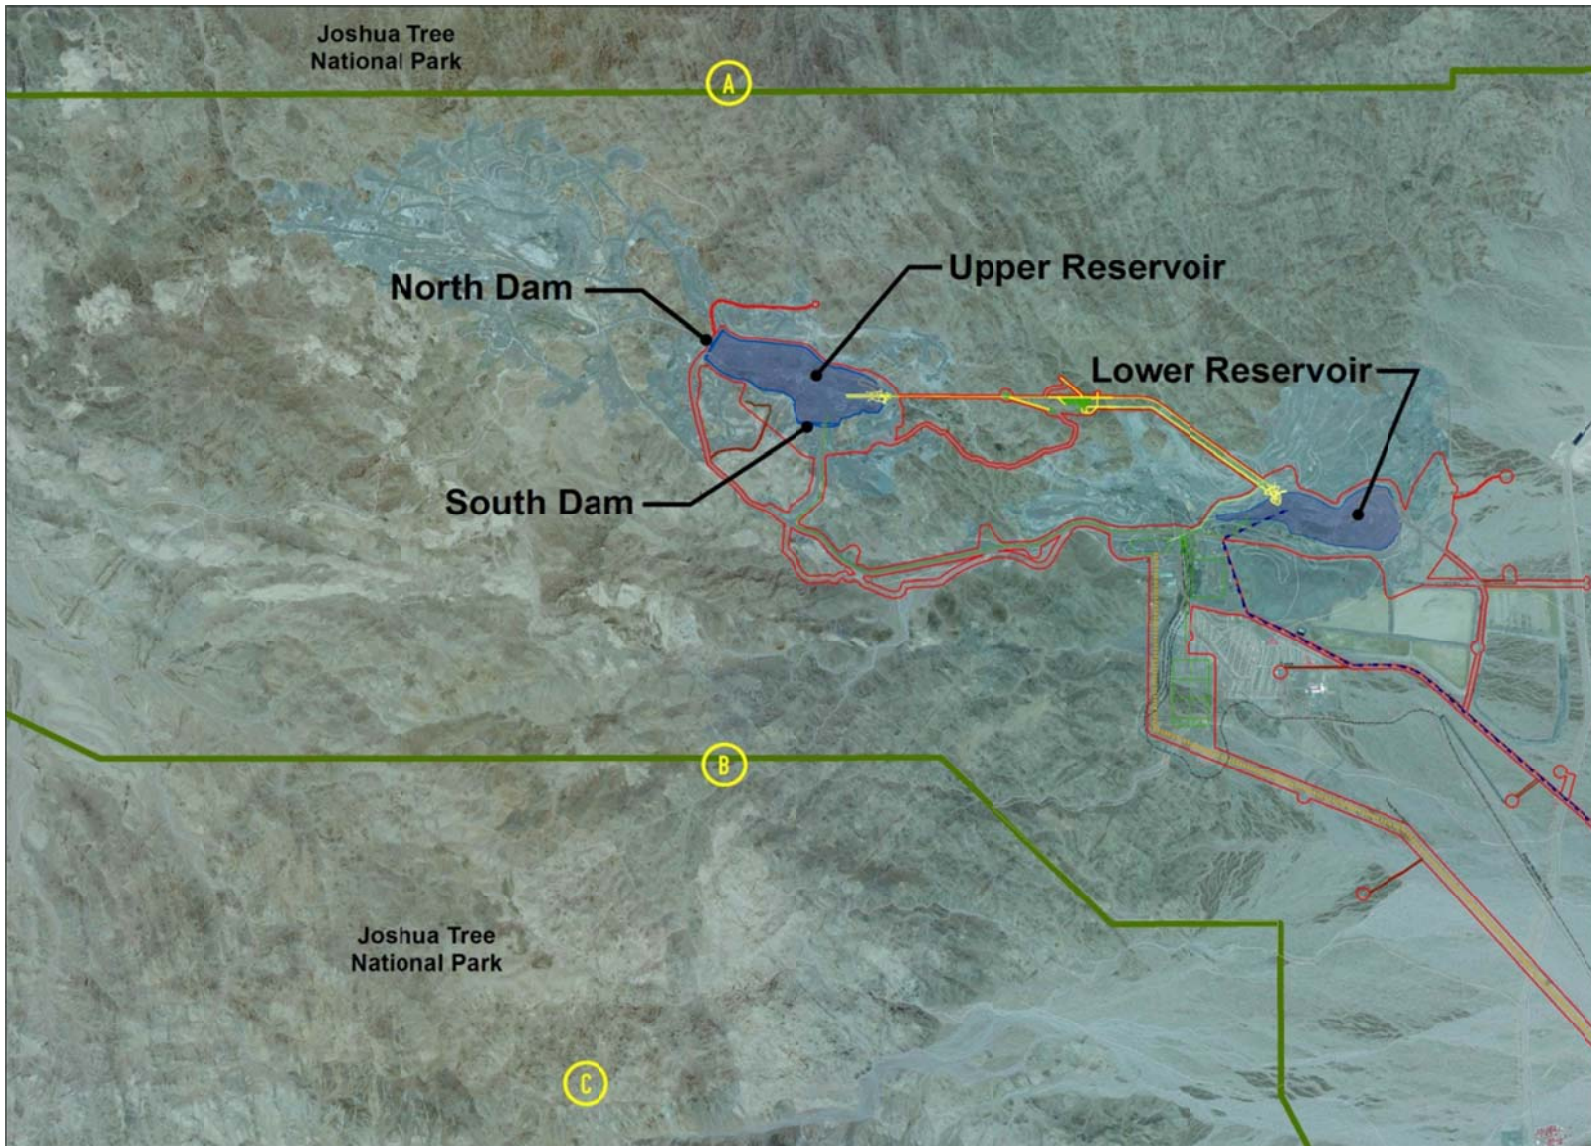 Joshua Tree
National Park
A
Upper Reservoir
North Dam
Lower Reservoir
South Dam
B
Joshua Tree
National Park
C